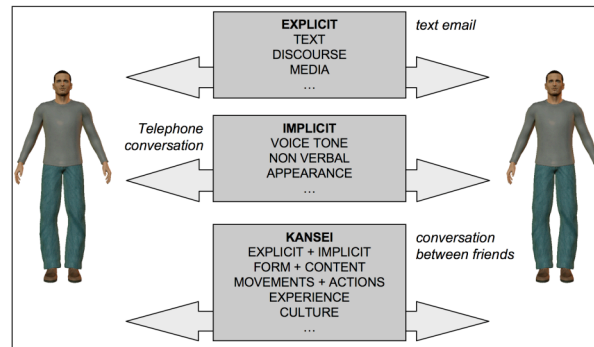 EXPLICIT
TEXT
DISCOURSE
MEDIA
...
text email
Telephone
conversation
IMPLICIT
VOICE TONE
NON VERBAL
APPEARANCE
...
KANSEI
EXPLICIT + IMPLICIT
FORM + CONTENT
MOVEMENTS + ACTIONS
EXPERIENCE
CULTURE
...
conversation
between friends